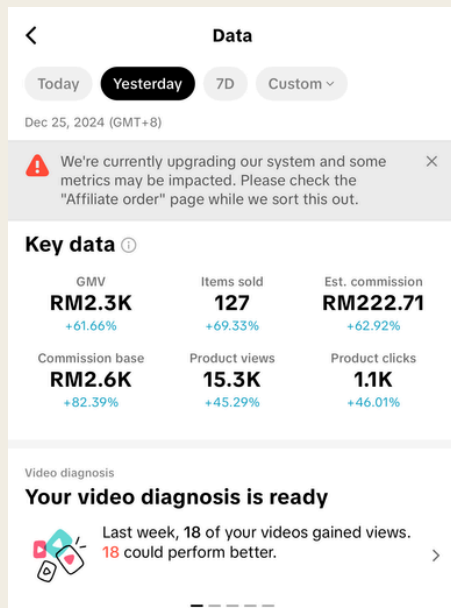 Data
Today Yesterday 7D Custom
Dec 25, 2024 (GMT+8)
We're currently upgrading our system and some
metrics may be impacted. Please check the
"Affiliate order" page while we sort this out.
Key data
GMV Items sold Est. commission
RM2.3K 127 RM222.71
+61.66% +69.33% +62.92%
Commission base Product views Product clicks
RM2.6K 15.3K 1.1K
+82.39% +45.29% +46.01%
Video diagnosis
Your video diagnosis is ready
Last week, 18 of your videos gained views.
18 could perform better.